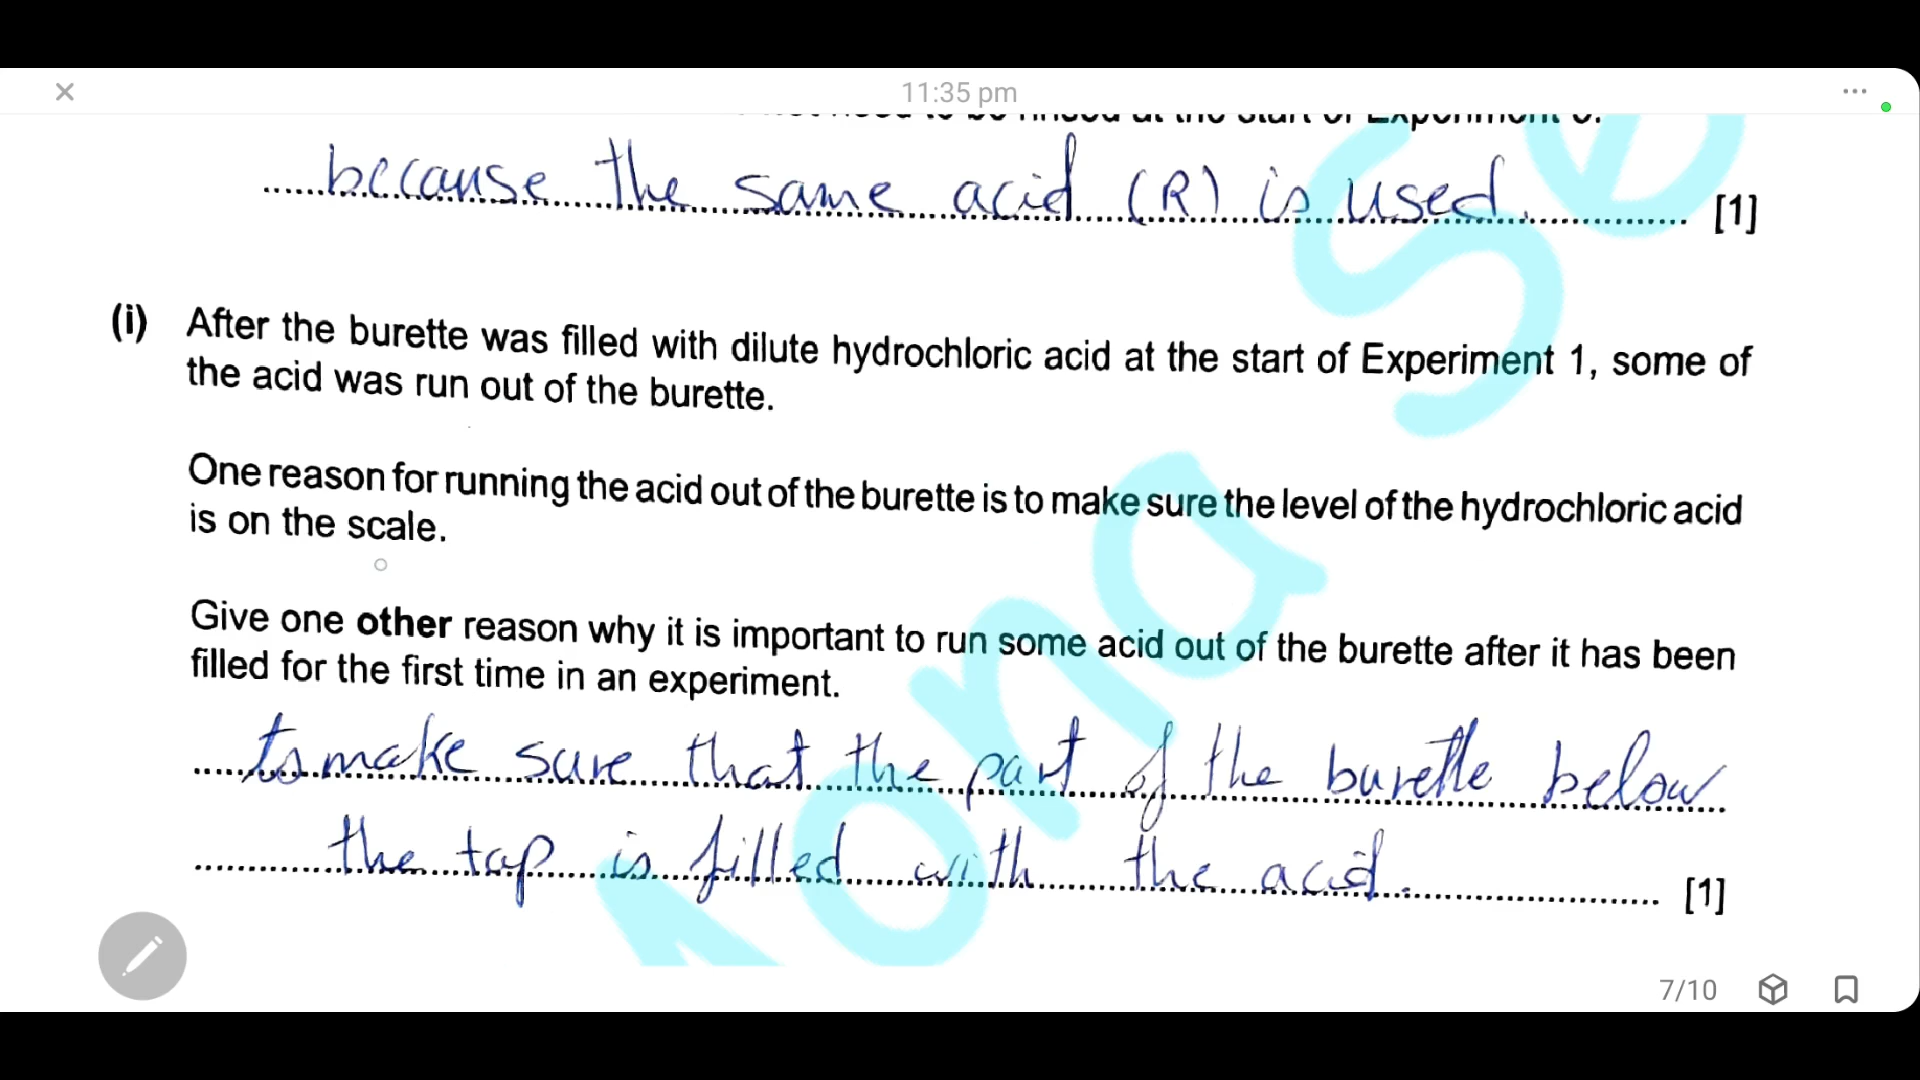 11:35 pm
because the same acid (R) is used. [1]
(i) After the burette was filled with dilute hydrochloric acid at the start of Experiment 1, some of
the acid was run out of the burette.
One reason for running the acid out of the burette is to make sure the level of the hydrochloric acid
is on the scale.
Give one other reason why it is important to run some acid out of the burette after it has been
filled for the first time in an experiment.
to make sure that the part of the burette below
the tap is filled with the acid. [1]
7/10